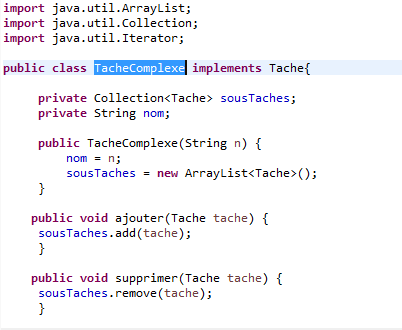 import java.util.ArrayList;
import java.util.Collection;
import java.util.Iterator;
public class TacheComplexe implements Tache{
private Collection<Tache> sousTaches;
private String nom;
public TacheComplexe(String n) {
nom = n;
sousTaches = new ArrayList<Tache>();
}
public void ajouter(Tache tache) {
sousTaches.add(tache);
}
public void supprimer(Tache tache) {
sousTaches.remove(tache);
}